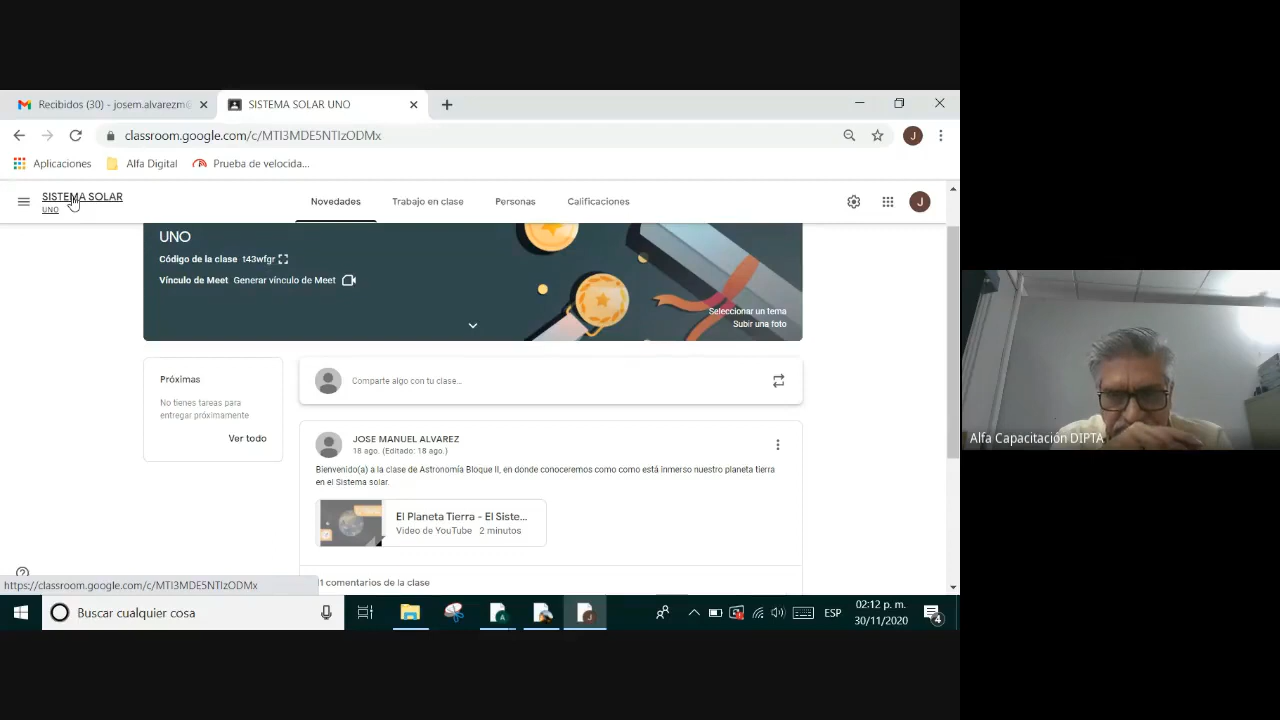 Recibidos (30) - josem.alvarezm@
SISTEMA SOLAR UNO
classroom.google.com/c/MTI3MDE5NTIzODMx
Aplicaciones
Alfa Digital
Prueba de velocida...
SISTEMA SOLAR
UNO
Novedades
Trabajo en clase
Personas
Calificaciones
J
UNO
Código de la clase t43wfgr
Vínculo de Meet Generar vínculo de Meet
Seleccionar un tema
Subir una foto
Próximas
No tienes tareas para
entregar próximamente
Ver todo
Comparte algo con tu clase...
JOSE MANUEL ALVAREZ
18 ago. (Editado: 18 ago.)
Bienvenido(a) a la clase de Astronomía Bloque II, en donde conoceremos como como está inmerso nuestro planeta tierra
en el Sistema solar.
El Planeta Tierra - El Siste...
Video de YouTube 2 minutos
11 comentarios de la clase
https://classroom.google.com/c/MTI3MDE5NTIzODMx
Buscar cualquier cosa
ESP
02:12 p. m.
30/11/2020
4
Alfa Capacitación DIPTA